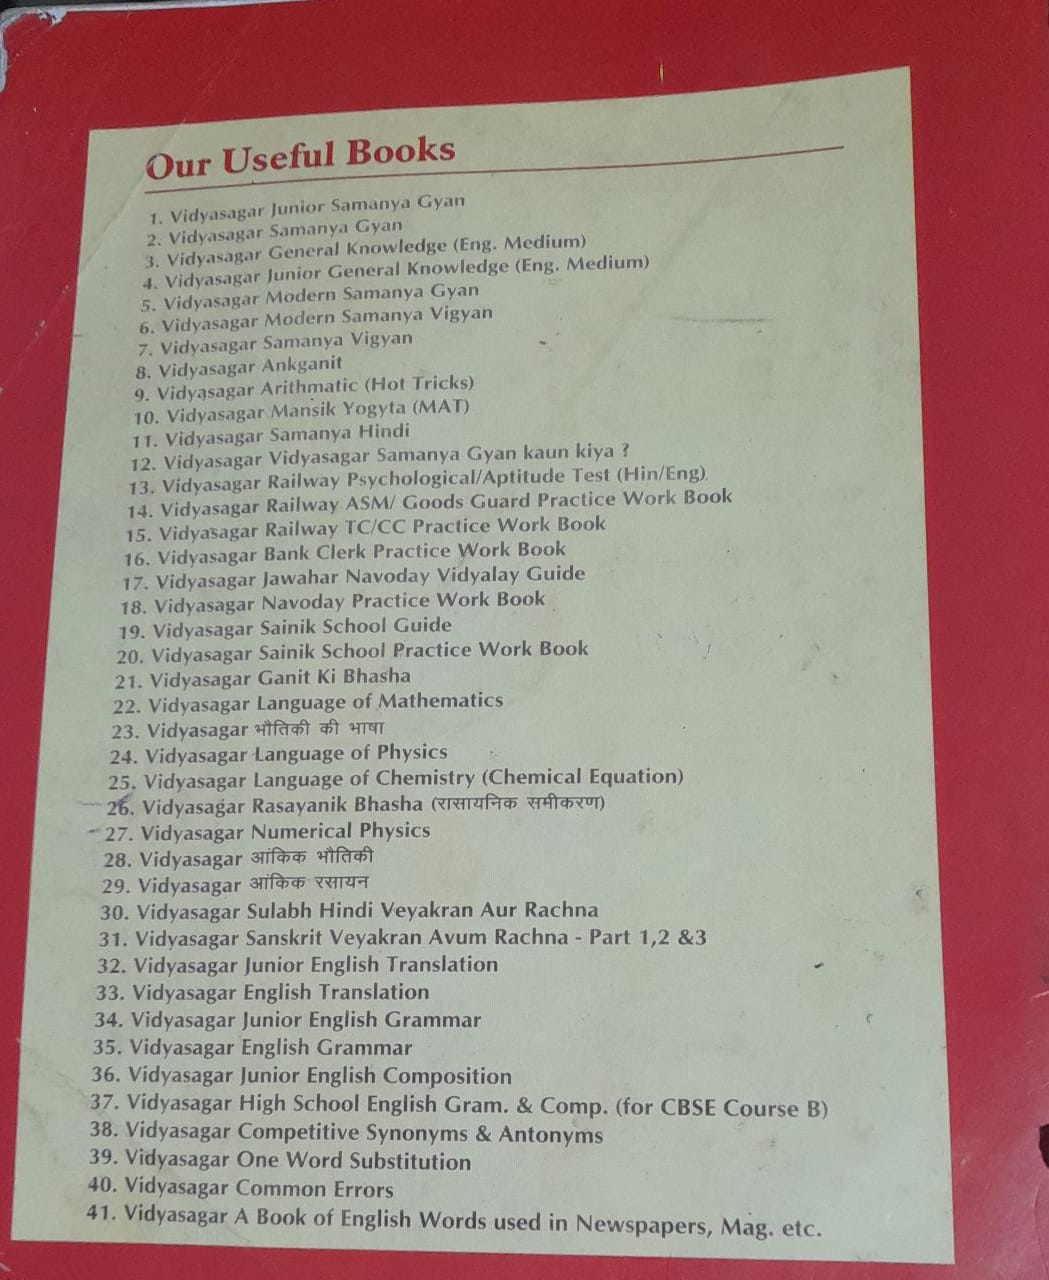 Our Useful Books
1. Vidyasagar Junior Samanya Gyan
2. Vidyasagar Samanya Gyan
3. Vidyasagar General Knowledge (Eng. Medium)
4. Vidyasagar Junior General Knowledge (Eng. Medium)
5. Vidyasagar Modern Samanya Gyan
6. Vidyasagar Modern Samanya Vigyan
7. Vidyasagar Samanya Vigyan
8. Vidyasagar Ankganit
9. Vidyasagar Arithmatic (Hot Tricks)
10. Vidyasagar Mansik Yogyta (MAT)
11. Vidyasagar Samanya Hindi
12. Vidyasagar Vidyasagar Samanya Gyan kaun kiya ?
13. Vidyasagar Railway Psychological/Aptitude Test (Hin/Eng)
14. Vidyasagar Railway ASM/ Goods Guard Practice Work Book
15. Vidyasagar Railway TC/CC Practice Work Book
16. Vidyasagar Bank Clerk Practice Work Book
17. Vidyasagar Jawahar Navoday Vidyalay Guide
18. Vidyasagar Navoday Practice Work Book
19. Vidyasagar Sainik School Guide
20. Vidyasagar Sainik School Practice Work Book
21. Vidyasagar Ganit Ki Bhasha
22. Vidyasagar Language of Mathematics
23. Vidyasagar भौतिकी की भाषा
24. Vidyasagar Language of Physics
25. Vidyasagar Language of Chemistry (Chemical Equation)
26. Vidyasagar Rasayanik Bhasha (रासायनिक समीकरण)
27. Vidyasagar Numerical Physics
28. Vidyasagar आंकिक भौतिकी
29. Vidyasagar आंकिक रसायन
30. Vidyasagar Sulabh Hindi Veyakran Aur Rachna
31. Vidyasagar Sanskrit Veyakran Avum Rachna - Part 1,2 &3
32. Vidyasagar Junior English Translation
33. Vidyasagar English Translation
34. Vidyasagar Junior English Grammar
35. Vidyasagar English Grammar
36. Vidyasagar Junior English Composition
37. Vidyasagar High School English Gram. & Comp. (for CBSE Course B)
38. Vidyasagar Competitive Synonyms & Antonyms
39. Vidyasagar One Word Substitution
40. Vidyasagar Common Errors
41. Vidyasagar A Book of English Words used in Newspapers, Mag. etc.